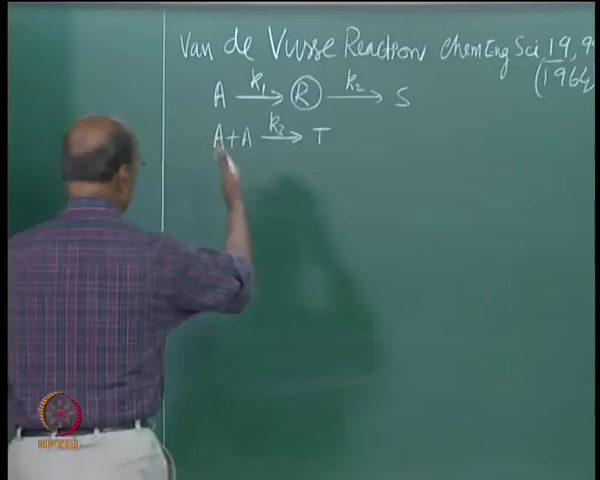 Van de Vusse Reaction Chem Eng Sci, 19, 9
(1964
A k₁ R k₂ S
A+A k₃ T
NPTEL